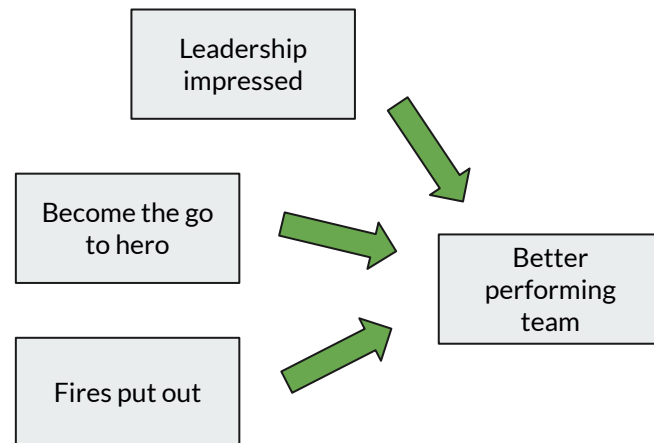 Leadership
impressed
Become the go
to hero
Better
performing
team
Fires put out